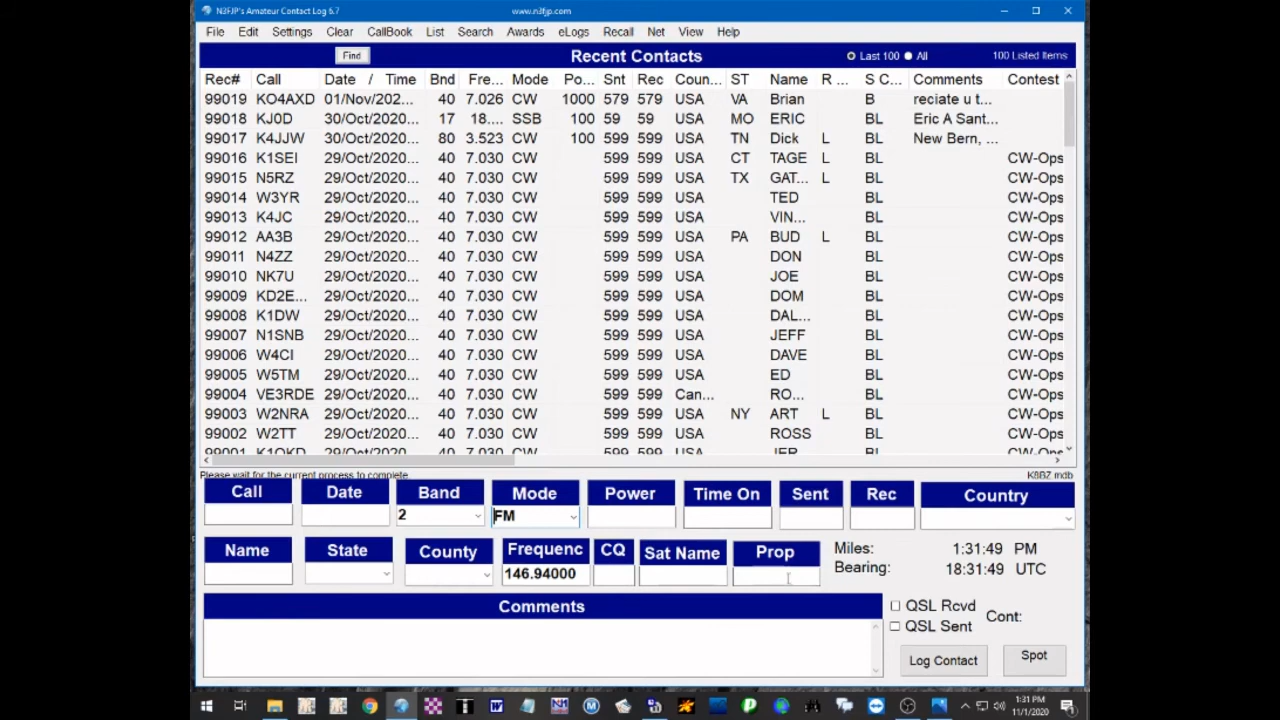 N3FJP's Amateur Contact Log 6.7 www.n3fjp.com
File Edit Settings Clear CallBook List Search Awards eLogs Recall Net View Help
Find Recent Contacts Last 100 All 100 Listed Items
Rec# Call Date / Time Bnd Fre... Mode Po... Snt Rec Coun... ST Name R ... S C... Comments Contest
99019 KO4AXD 01/Nov/202... 40 7.026 CW 1000 579 579 USA VA Brian B reciate u t...
99018 KJ0D 30/Oct/2020... 17 18.... SSB 100 59 59 USA MO ERIC BL Eric A Sant...
99017 K4JJW 30/Oct/2020... 80 3.523 CW 100 USA TN Dick L BL New Bern, ...
99016 K1SEI 29/Oct/2020... 40 7.030 CW 599 599 USA CT TAGE L BL CW-Ops
99015 N5RZ 29/Oct/2020... 40 7.030 CW 599 599 USA TX GAT... L BL CW-Ops
99014 W3YR 29/Oct/2020... 40 7.030 CW 599 599 USA TED BL CW-Ops
99013 K4JC 29/Oct/2020... 40 7.030 CW 599 599 USA VIN... BL CW-Ops
99012 AA3B 29/Oct/2020... 40 7.030 CW 599 599 USA PA BUD L BL CW-Ops
99011 N4ZZ 29/Oct/2020... 40 7.030 CW 599 599 USA DON BL CW-Ops
99010 NK7U 29/Oct/2020... 40 7.030 CW 599 599 USA JOE BL CW-Ops
99009 KD2E... 29/Oct/2020... 40 7.030 CW 599 599 USA DOM BL CW-Ops
99008 K1DW 29/Oct/2020... 40 7.030 CW 599 599 USA DAL... BL CW-Ops
99007 N1SNB 29/Oct/2020... 40 7.030 CW 599 599 USA JEFF BL CW-Ops
99006 W4CI 29/Oct/2020... 40 7.030 CW 599 599 USA DAVE BL CW-Ops
99005 W5TM 29/Oct/2020... 40 7.030 CW 599 599 USA ED BL CW-Ops
99004 VE3RDE 29/Oct/2020... 40 7.030 CW 599 599 Can... RO... BL CW-Ops
99003 W2NRA 29/Oct/2020... 40 7.030 CW 599 599 USA NY ART L BL CW-Ops
99002 W2TT 29/Oct/2020... 40 7.030 CW 599 599 USA ROSS BL CW-Ops
Please wait for the current process to complete. K8BZ.mdb
Call Date Band Mode Power Time On Sent Rec Country
2 FM
Name State County Frequenc CQ Sat Name Prop Miles: 1:31:49 PM
146.94000 Bearing: 18:31:49 UTC
Comments QSL Rcvd Cont:
QSL Sent
Log Contact Spot
1:31 PM
11/1/2020